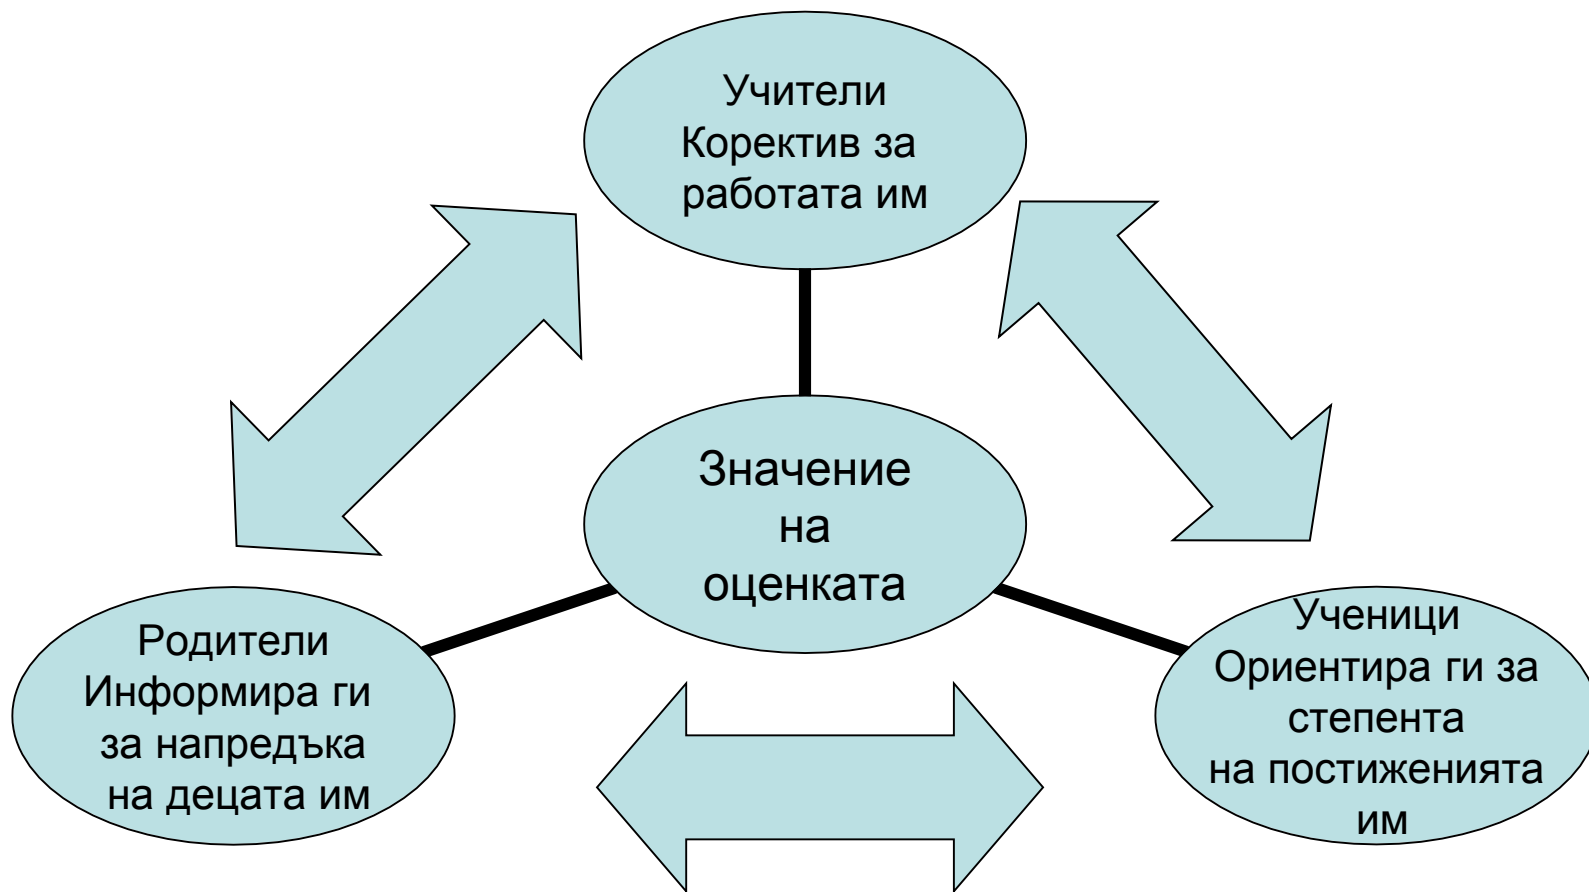 Учители
Коректив за
работата им
Значение
на
оценката
Родители
Информира ги
за напредъка
на децата им
Ученици
Ориентира ги за
степента
на постиженията
им